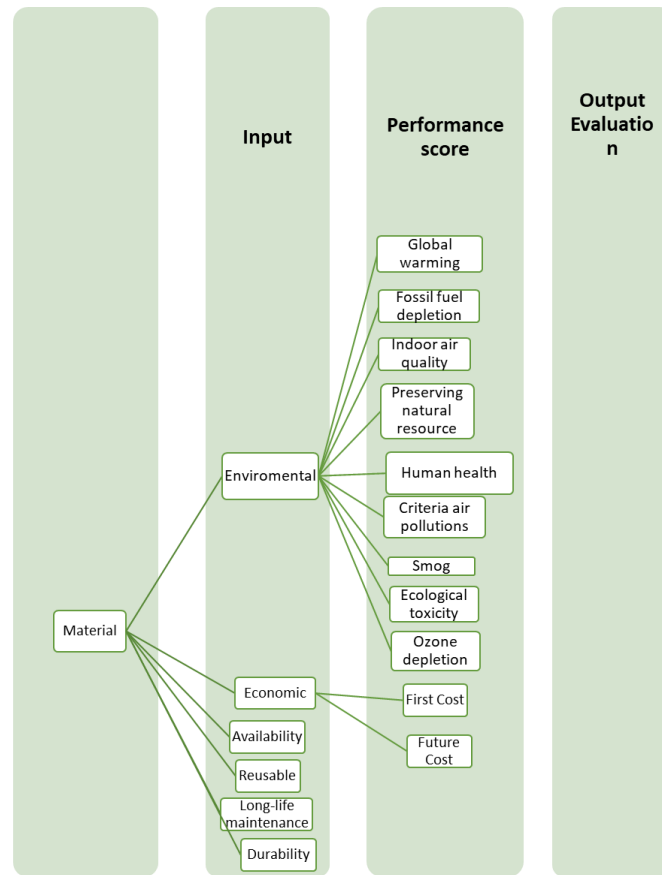 Input
Performance
score
Output
Evaluatio
n
Global
warming
Fossil fuel
depletion
Indoor air
quality
Preserving
natural
resource
Enviromental
Human health
Criteria air
pollutions
Smog
Ecological
toxicity
Material
Ozone
depletion
Economic
First Cost
Availability
Future
Cost
Reusable
Long-life
maintenance
Durability